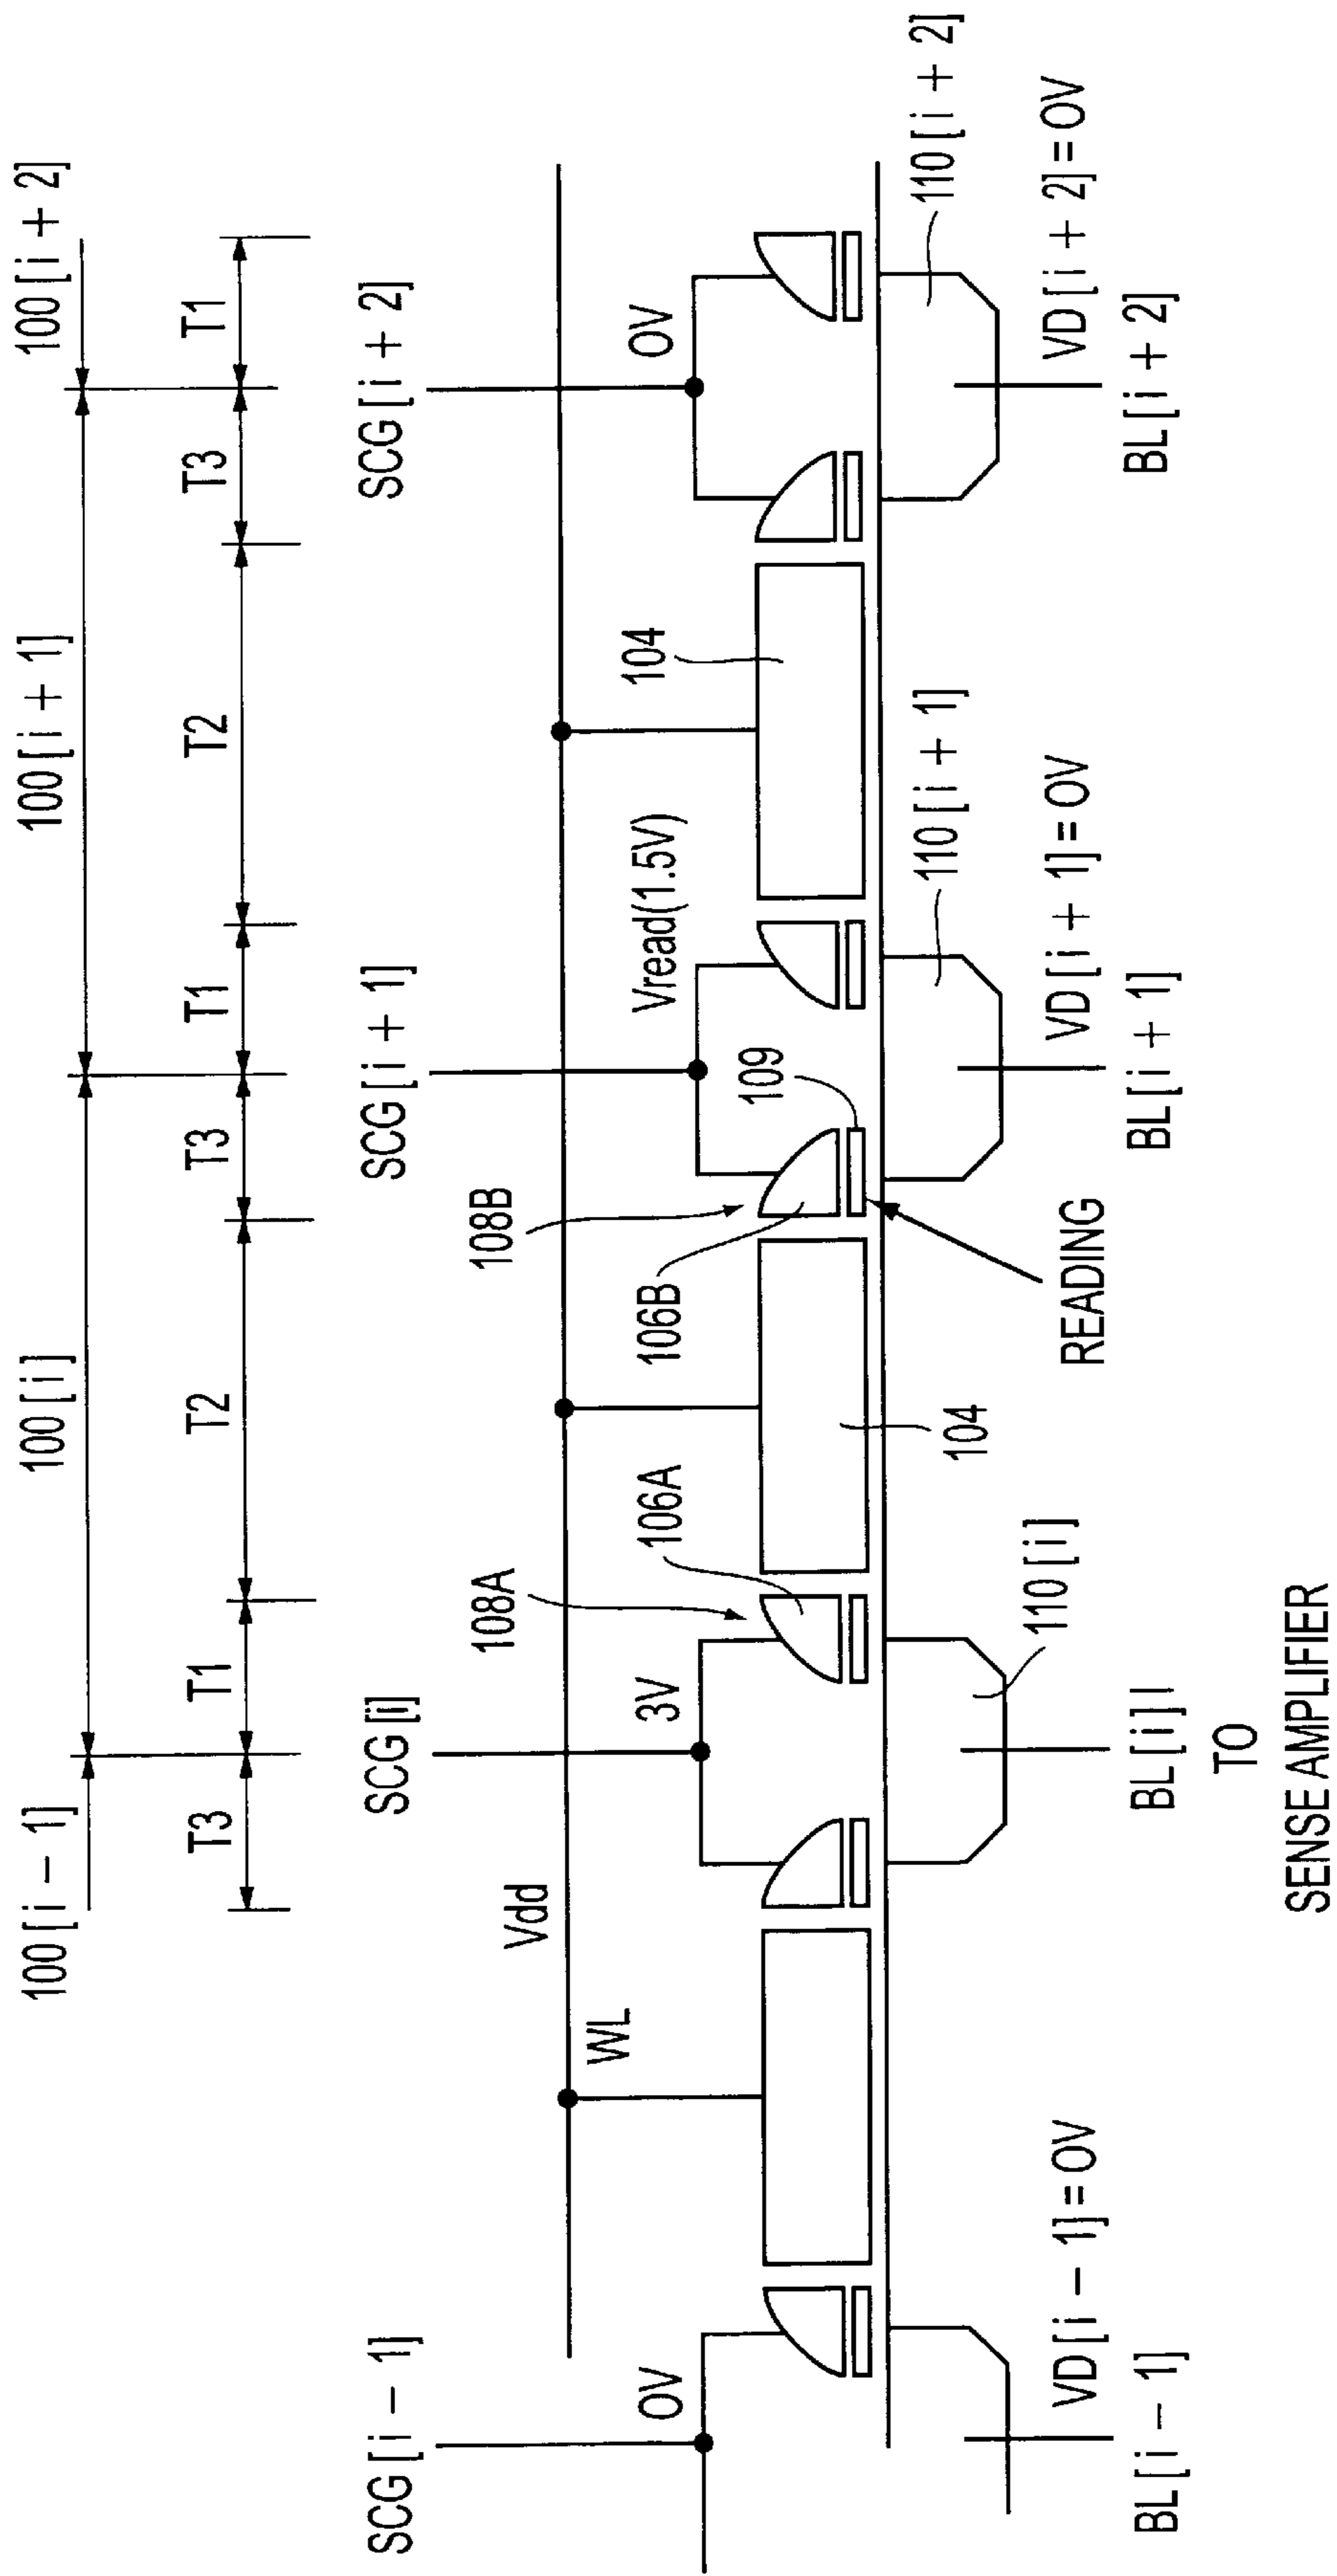 100 [ i − 1 ]
100 [ i ]
100 [ i + 1 ]
100 [ i + 2 ]
T3
T1
T2
T3
T1
T2
T3
T1
SCG [ i − 1 ]
SCG [i]
SCG [ i + 1 ]
SCG [ i + 2 ]
Vdd
WL
108A
108B
0V
3V
106A
106B
Vread(1.5V)
104
0V
109
104
110 [ i ]
READING
110 [ i + 1 ]
110 [ i + 2 ]
VD [ i − 1 ] = 0V
VD [ i + 1 ] = 0V
VD [ i + 2 ] = 0V
BL [ i − 1 ]
BL [ i ]
BL [ i + 1 ]
BL [ i + 2 ]
TO
SENSE AMPLIFIER